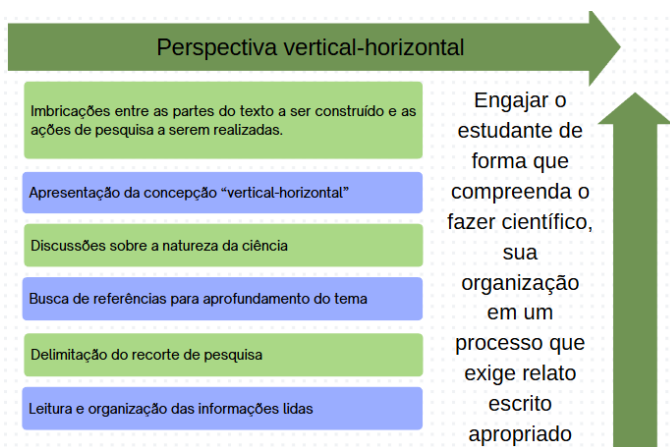 Perspectiva vertical-horizontal
Imbricações entre as partes do texto a ser construído e as
ações de pesquisa a serem realizadas.
Apresentação da concepção “vertical-horizontal”
Discussões sobre a natureza da ciência
Busca de referências para aprofundamento do tema
Delimitação do recorte de pesquisa
Leitura e organização das informações lidas
Engajar o
estudante de
forma que
compreenda o
fazer científico,
sua
organização
em um
processo que
exige relato
escrito
apropriado